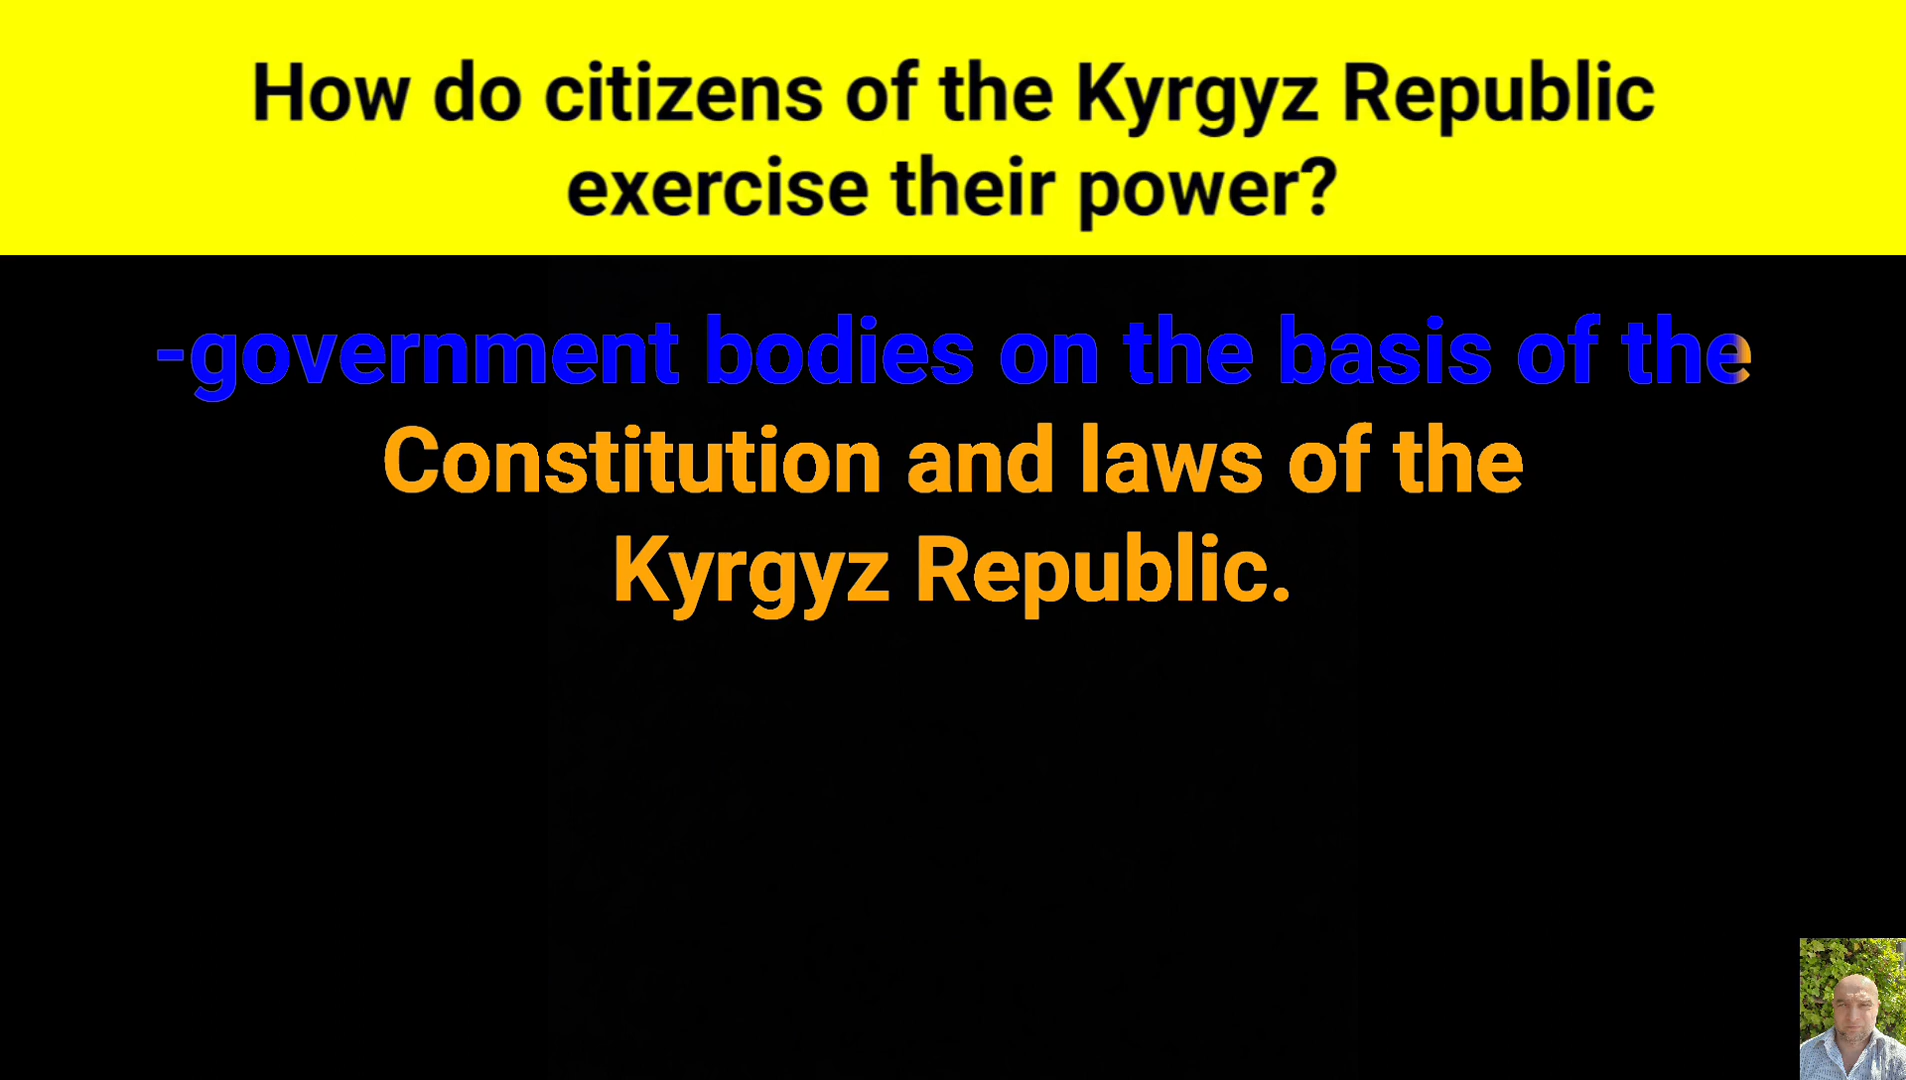 How do citizens of the Kyrgyz Republic
exercise their power?
-government bodies on the basis of the
Constitution and laws of the
Kyrgyz Republic.